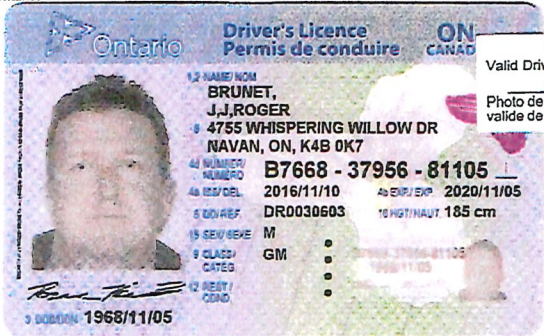 Ontario
Driver's Licence
Permis de conduire
ON
CANAD
Valid Driv
Photo de
valide de
1,2 NAME/NOM
BRUNET,
J,J,ROGER
8 4755 WHISPERING WILLOW DR
NAVAN, ON, K4B 0K7
4d NUMBER/
NUMÉRO
B7668 - 37956 - 81105
4a ISS/DÉL
2016/11/10
4b EXP/EXP
2020/11/05
5 DD/RÉF
DR0030603
16 HGT/HAUT
185 cm
15 SEX/SEXE
M
9 CLASS/
CATÉG
GM
12 REST/
COND
3 DOB/DDN
1968/11/05